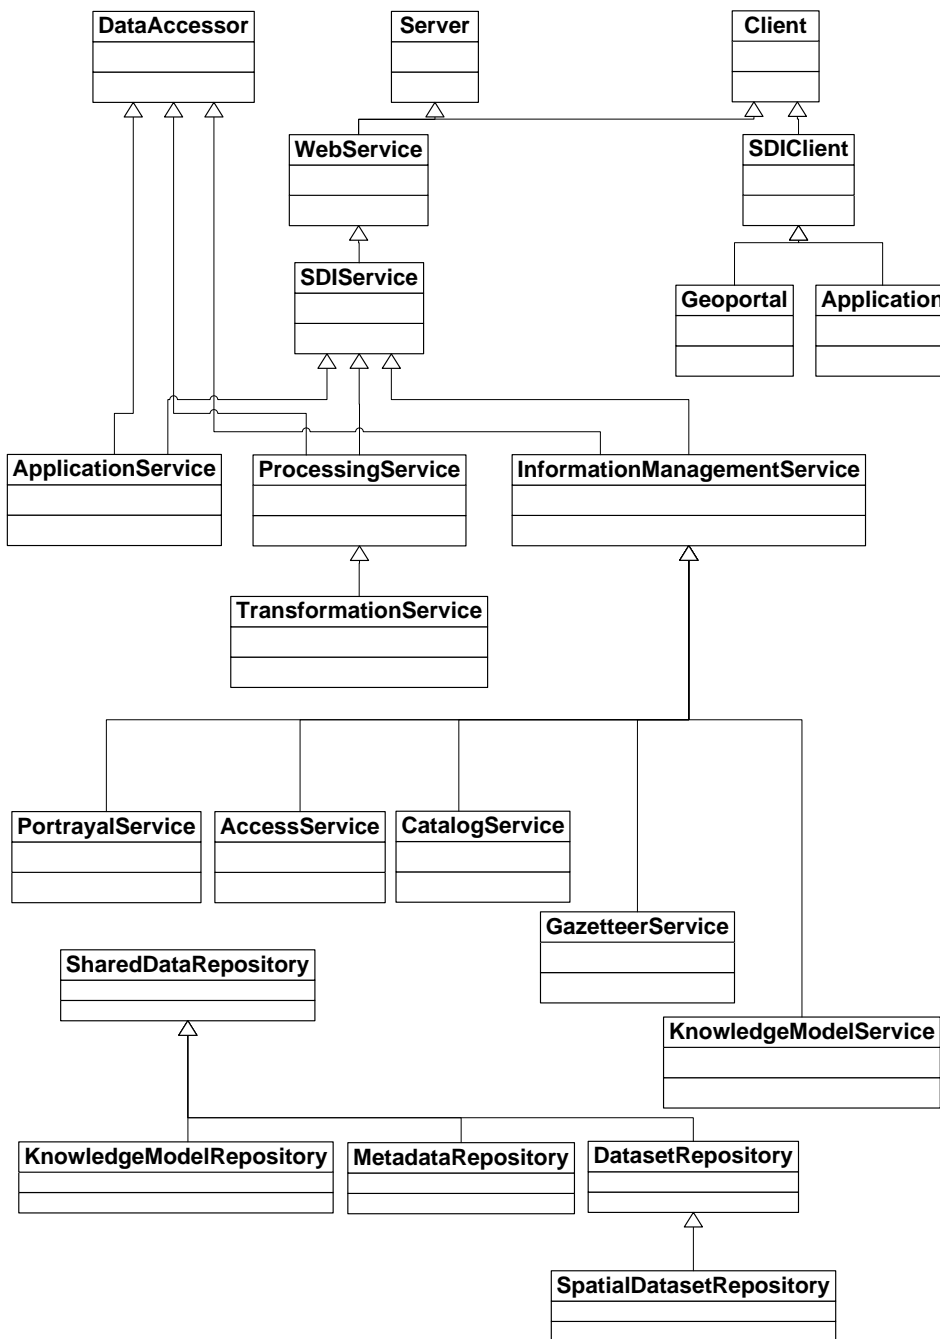 DataAccessor
Server
Client
WebService
SDIClient
SDIService
Geoportal
Application
ApplicationService
ProcessingService
InformationManagementService
TransformationService
PortrayalService
AccessService
CatalogService
GazetteerService
SharedDataRepository
KnowledgeModelService
KnowledgeModelRepository
MetadataRepository
DatasetRepository
SpatialDatasetRepository